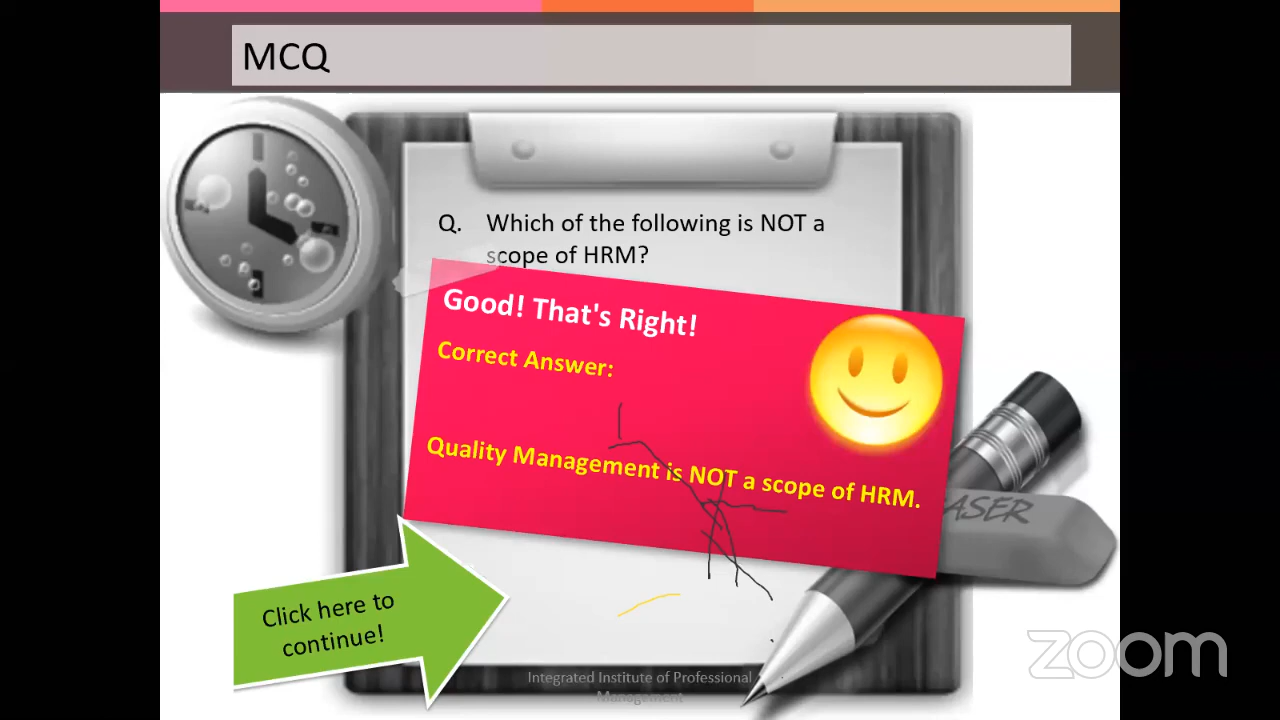 MCQ
Q. Which of the following is NOT a
scope of HRM?
Good! That's Right!
Correct Answer:
Quality Management is NOT a scope of HRM.
ASER
Click here to
continue!
Integrated Institute of Professional
Management
zoom